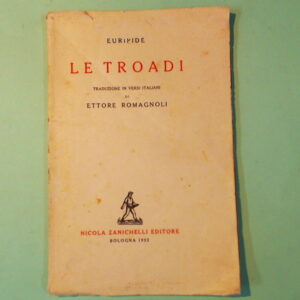 EURIPIDE
LE TROADI
TRADUZIONE IN VERSI ITALIANI
DI
ETTORE ROMAGNOLI
NICOLA ZANICHELLI EDITORE
BOLOGNA